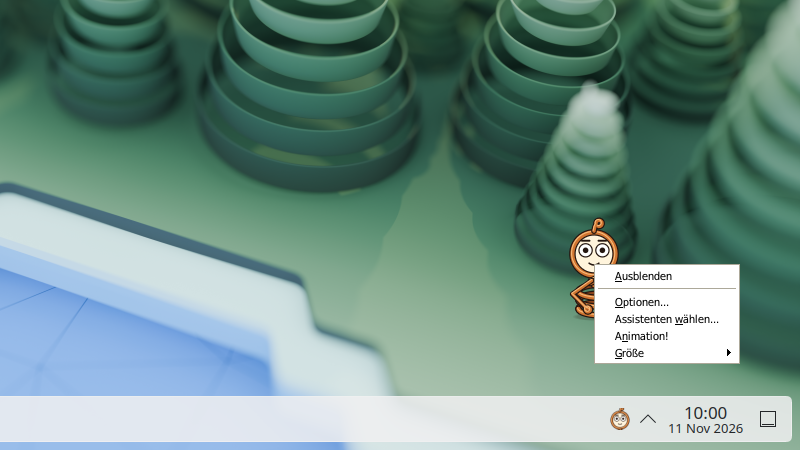 Ausblenden
Optionen...
Assistenten wählen...
Animation!
Größe
10:00
11 Nov 2026